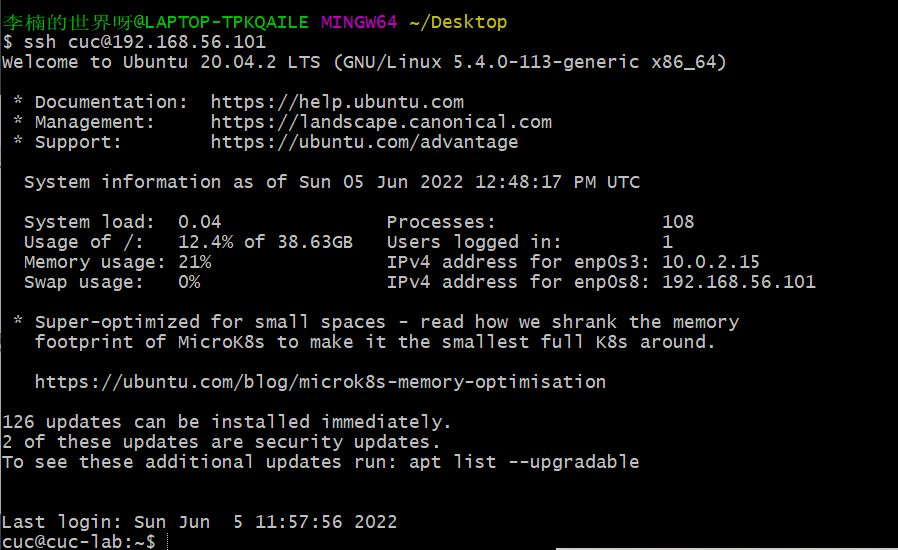 李楠的世界呀@LAPTOP-TPKQAILE MINGW64 ~/Desktop
$ ssh cuc@192.168.56.101
Welcome to Ubuntu 20.04.2 LTS (GNU/Linux 5.4.0-113-generic x86_64)
* Documentation:  https://help.ubuntu.com
* Management:     https://landscape.canonical.com
* Support:        https://ubuntu.com/advantage
System information as of Sun 05 Jun 2022 12:48:17 PM UTC
System load:  0.04               Processes:               108
Usage of /:   12.4% of 38.63GB   Users logged in:         1
Memory usage: 21%                IPv4 address for enp0s3: 10.0.2.15
Swap usage:   0%                 IPv4 address for enp0s8: 192.168.56.101
* Super-optimized for small spaces - read how we shrank the memory
footprint of MicroK8s to make it the smallest full K8s around.
https://ubuntu.com/blog/microk8s-memory-optimisation
126 updates can be installed immediately.
2 of these updates are security updates.
To see these additional updates run: apt list --upgradable
Last login: Sun Jun  5 11:57:56 2022
cuc@cuc-lab:~$